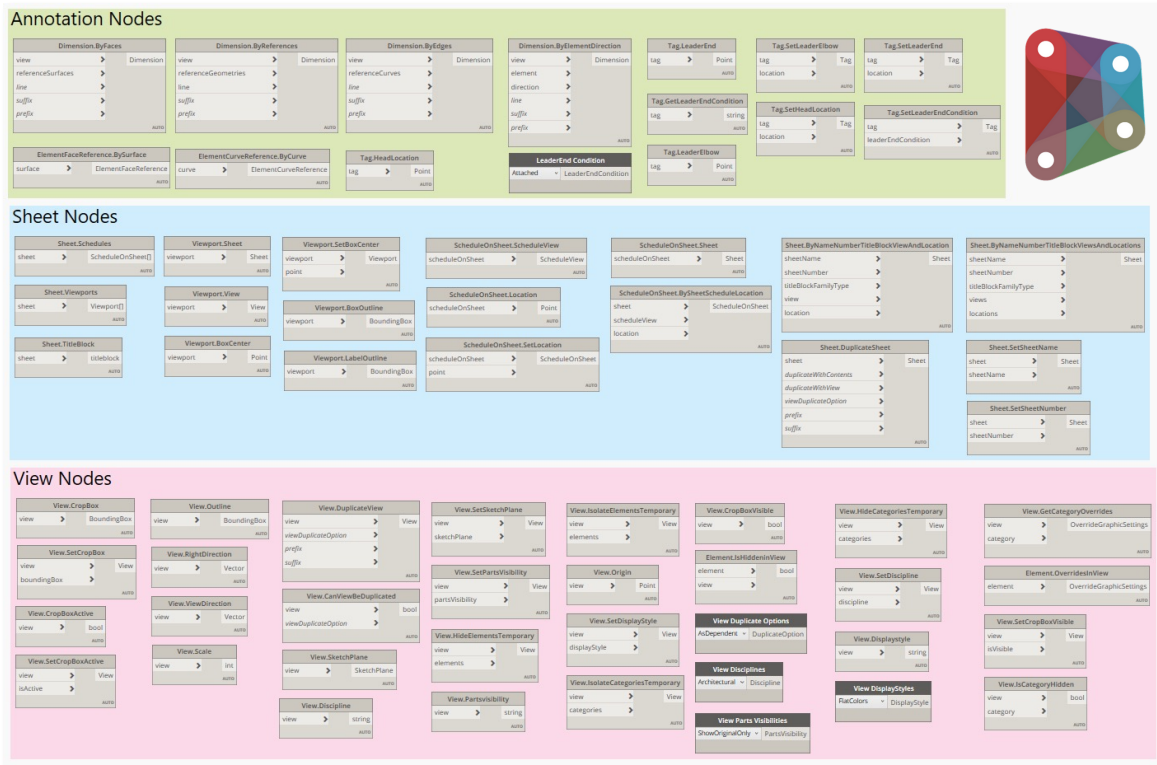 Annotation Nodes
Dimension.ByFaces
view > Dimension
referenceSurfaces >
line >
suffix >
prefix >
AUTO
Dimension.ByReferences
view > Dimension
referenceGeometries >
line >
suffix >
prefix >
AUTO
Dimension.ByEdges
view > Dimension
referenceCurves >
line >
suffix >
prefix >
AUTO
Dimension.ByElementDirection
view > Dimension
element >
direction >
line >
suffix >
prefix >
AUTO
Tag.LeaderEnd
tag > Point
AUTO
Tag.SetLeaderElbow
tag > Tag
location >
AUTO
Tag.SetLeaderEnd
tag > Tag
location >
AUTO
Tag.GetLeaderEndCondition
tag > string
AUTO
Tag.SetHeadLocation
tag > Tag
location >
AUTO
Tag.SetLeaderEndCondition
tag > Tag
leaderEndCondition >
AUTO
ElementFaceReference.BySurface
surface > ElementFaceReference
AUTO
ElementCurveReference.ByCurve
curve > ElementCurveReference
AUTO
Tag.HeadLocation
tag > Point
AUTO
LeaderEnd Condition
Attached LeaderEndCondition
Tag.LeaderElbow
tag > Point
AUTO
Sheet Nodes
Sheet.Schedules
sheet > ScheduleOnSheet[]
AUTO
Sheet.Viewports
sheet > Viewport[]
AUTO
Sheet.TitleBlock
sheet > titleblock
AUTO
Viewport.Sheet
viewport > Sheet
AUTO
Viewport.View
viewport > View
AUTO
Viewport.BoxCenter
viewport > Point
AUTO
Viewport.SetBoxCenter
viewport > Viewport
point >
AUTO
Viewport.BoxOutline
viewport > BoundingBox
AUTO
Viewport.LabelOutline
viewport > BoundingBox
AUTO
ScheduleOnSheet.ScheduleView
scheduleOnSheet > ScheduleView
AUTO
ScheduleOnSheet.Location
scheduleOnSheet > Point
AUTO
ScheduleOnSheet.SetLocation
scheduleOnSheet > ScheduleOnSheet
point >
AUTO
ScheduleOnSheet.Sheet
scheduleOnSheet > Sheet
AUTO
ScheduleOnSheet.BySheetScheduleLocation
sheet > ScheduleOnSheet
scheduleView >
location >
AUTO
Sheet.ByNameNumberTitleBlockViewAndLocation
sheetName > Sheet
sheetNumber >
titleBlockFamilyType >
view >
location >
AUTO
Sheet.ByNameNumberTitleBlockViewsAndLocations
sheetName > Sheet
sheetNumber >
titleBlockFamilyType >
views >
locations >
AUTO
Sheet.DuplicateSheet
sheet > Sheet
duplicateWithContents >
duplicateWithView >
viewDuplicateOption >
prefix >
suffix >
AUTO
Sheet.SetSheetName
sheet > Sheet
sheetName >
AUTO
Sheet.SetSheetNumber
sheet > Sheet
sheetNumber >
AUTO
View Nodes
View.CropBox
view > BoundingBox
AUTO
View.SetCropBox
view > View
boundingBox >
AUTO
View.CropBoxActive
view > bool
AUTO
View.SetCropBoxActive
view > View
isActive >
AUTO
View.Outline
view > BoundingBox
AUTO
View.RightDirection
view > Vector
AUTO
View.ViewDirection
view > Vector
AUTO
View.Scale
view > int
AUTO
View.DuplicateView
view > View
viewDuplicateOption >
prefix >
suffix >
AUTO
View.CanViewBeDuplicated
view > bool
viewDuplicateOption >
AUTO
View.SketchPlane
view > SketchPlane
AUTO
View.Discipline
view > string
AUTO
View.SetSketchPlane
view > View
sketchPlane >
AUTO
View.SetPartsVisibility
view > View
partsVisibility >
AUTO
View.HideElementsTemporary
view > View
elements >
AUTO
View.Partsvisibility
view > string
AUTO
View.IsolateElementsTemporary
view > View
elements >
AUTO
View.Origin
view > Point
AUTO
View.SetDisplayStyle
view > View
displayStyle >
AUTO
View.IsolateCategoriesTemporary
view > View
categories >
AUTO
View.CropBoxVisible
view > bool
AUTO
Element.IsHiddeninView
element > bool
view >
AUTO
View Duplicate Options
AsDependent DuplicateOption
View Disciplines
Architectural Discipline
View Parts Visibilities
ShowOriginalOnly PartsVisibility
View.HideCategoriesTemporary
view > View
categories >
AUTO
View.SetDiscipline
view > View
discipline >
AUTO
View.Displaystyle
view > string
AUTO
View DisplayStyles
FlatColors DisplayStyle
View.GetCategoryOverrides
view > OverrideGraphicSettings
category >
AUTO
Element.OverridesInView
element > OverrideGraphicSettings
AUTO
View.SetCropBoxVisible
view > View
isVisible >
AUTO
View.IsCategoryHidden
view > bool
category >
AUTO